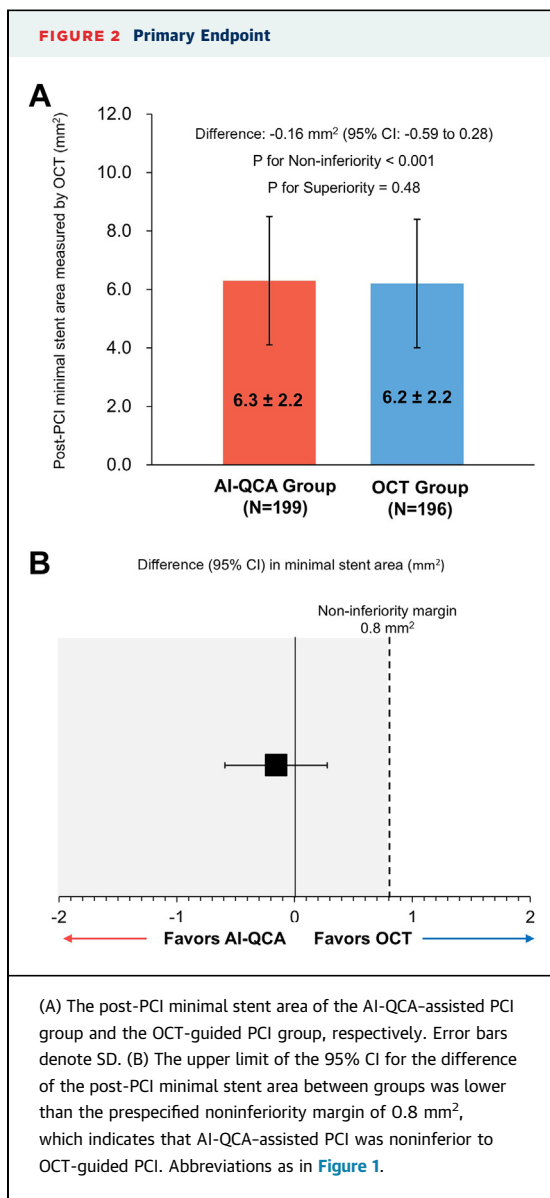 FIGURE 2 Primary Endpoint
A
Post-PCI minimal stent area measured by OCT (mm²)
12.0
10.0
8.0
6.0
4.0
2.0
0.0
Difference: -0.16 mm² (95% CI: -0.59 to 0.28)
P for Non-inferiority < 0.001
P for Superiority = 0.48
6.3 ± 2.2
6.2 ± 2.2
AI-QCA Group
(N=199)
OCT Group
(N=196)
B
Difference (95% CI) in minimal stent area (mm²)
Non-inferiority margin
0.8 mm²
-2 -1 0 1 2
Favors AI-QCA Favors OCT
(A) The post-PCI minimal stent area of the AI-QCA-assisted PCI
group and the OCT-guided PCI group, respectively. Error bars
denote SD. (B) The upper limit of the 95% CI for the difference
of the post-PCI minimal stent area between groups was lower
than the prespecified noninferiority margin of 0.8 mm²,
which indicates that AI-QCA-assisted PCI was noninferior to
OCT-guided PCI. Abbreviations as in Figure 1.